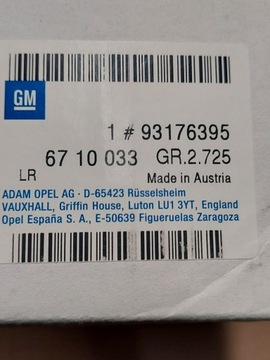 GM
1 # 93176395
67 10 033 GR.2.725
LR Made in Austria
ADAM OPEL AG · D-65423 Rüsselsheim
VAUXHALL, Griffin House, Luton LU1 3YT, England
Opel España S. A., E-50639 Figueruelas Zaragoza